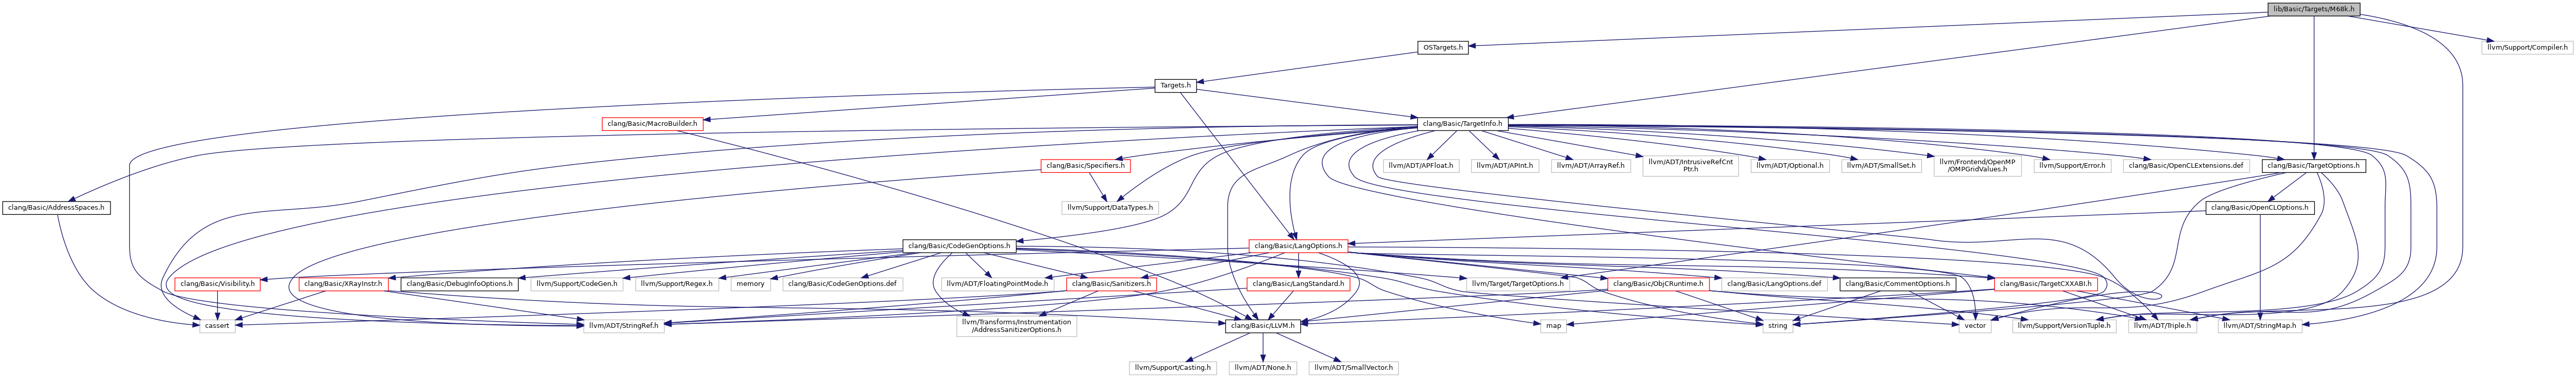 lib/Basic/Targets/M68k.h
OSTargets.h
llvm/Support/Compiler.h
Targets.h
clang/Basic/MacroBuilder.h
clang/Basic/TargetInfo.h
clang/Basic/Specifiers.h
llvm/ADT/APFloat.h
llvm/ADT/APInt.h
llvm/ADT/ArrayRef.h
llvm/ADT/IntrusiveRefCnt
Ptr.h
llvm/ADT/Optional.h
llvm/ADT/SmallSet.h
llvm/Frontend/OpenMP
/OMPGridValues.h
llvm/Support/Error.h
clang/Basic/OpenCLExtensions.def
clang/Basic/TargetOptions.h
clang/Basic/AddressSpaces.h
llvm/Support/DataTypes.h
clang/Basic/OpenCLOptions.h
clang/Basic/CodeGenOptions.h
clang/Basic/LangOptions.h
clang/Basic/Visibility.h
clang/Basic/XRayInstr.h
clang/Basic/DebugInfoOptions.h
llvm/Support/CodeGen.h
llvm/Support/Regex.h
memory
clang/Basic/CodeGenOptions.def
llvm/ADT/FloatingPointMode.h
clang/Basic/Sanitizers.h
clang/Basic/LangStandard.h
llvm/Target/TargetOptions.h
clang/Basic/ObjCRuntime.h
clang/Basic/LangOptions.def
clang/Basic/CommentOptions.h
clang/Basic/TargetCXXABI.h
cassert
llvm/ADT/StringRef.h
llvm/Transforms/Instrumentation
/AddressSanitizerOptions.h
clang/Basic/LLVM.h
map
string
vector
llvm/Support/VersionTuple.h
llvm/ADT/Triple.h
llvm/ADT/StringMap.h
llvm/Support/Casting.h
llvm/ADT/None.h
llvm/ADT/SmallVector.h